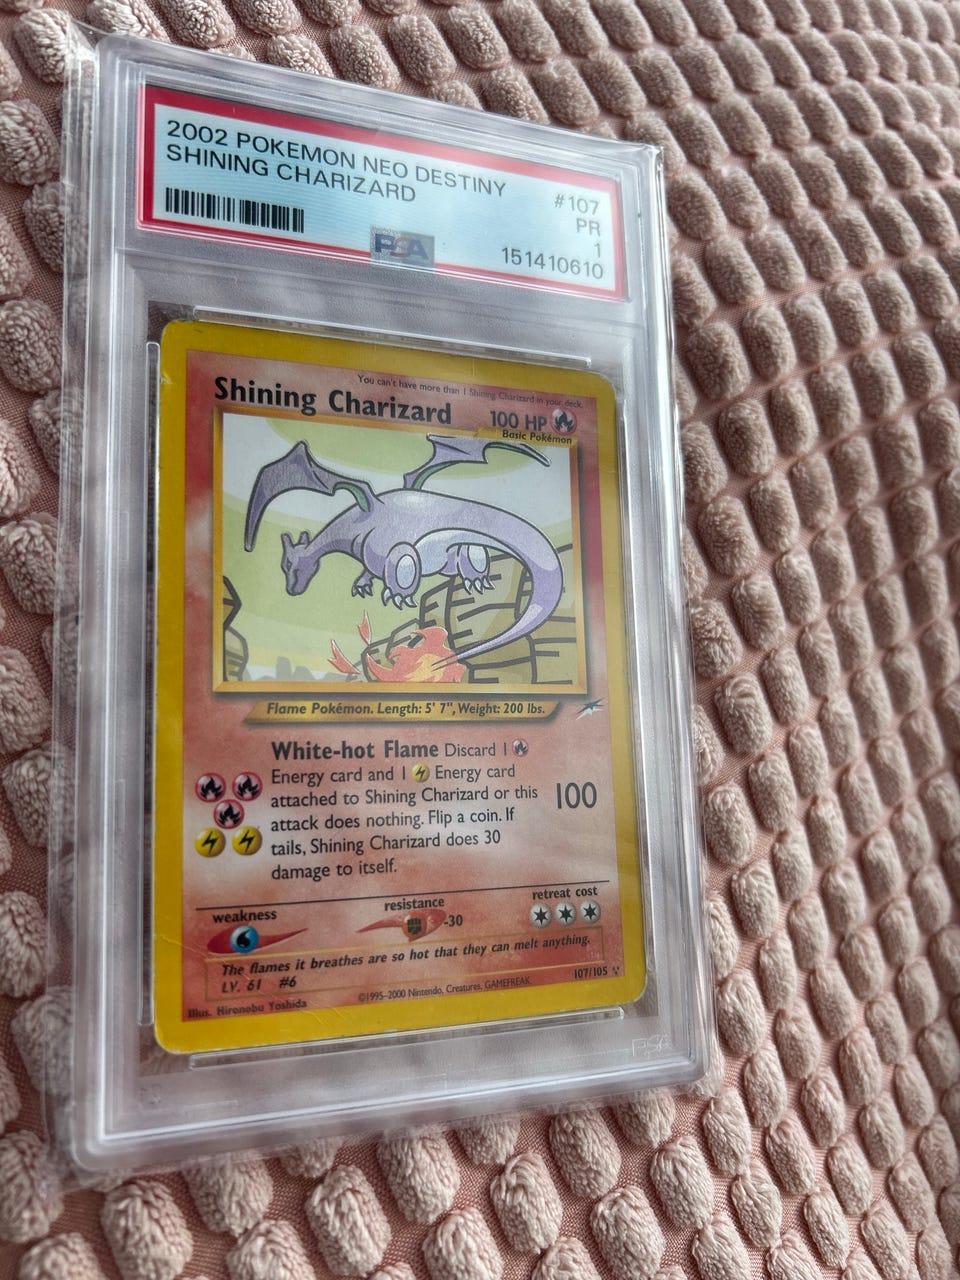 2002 POKEMON NEO DESTINY
SHINING CHARIZARD
#107
PR
1
151410610
PSA
You can't have more than 1 Shining Charizard in your deck.
Shining Charizard
100 HP
Basic Pokémon
Flame Pokémon. Length: 5' 7", Weight: 200 lbs.
White-hot Flame Discard 1
Energy card and 1 Energy card
attached to Shining Charizard or this
attack does nothing. Flip a coin. If
tails, Shining Charizard does 30
damage to itself.
100
weakness
resistance
-30
retreat cost
The flames it breathes are so hot that they can melt anything.
LV. 61 #6
107/105
Illus. Hironobu Yoshida
©1995-2000 Nintendo, Creatures, GAMEFREAK.
PSA